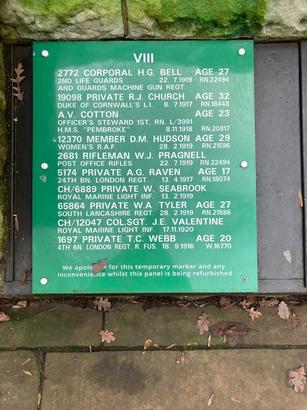 VIII
2772 CORPORAL H.G. BELL AGE 27
2ND LIFE GUARDS 22.7.1919 RN.22494
AND GUARDS MACHINE GUN REGT.
19098 PRIVATE R.J. CHURCH AGE 32
DUKE OF CORNWALL'S L.I. 8.7.1917 RN.18448
A.V. COTTON AGE 23
OFFICER'S STEWARD 1ST. RN. L/3991
H.M.S. "PEMBROKE" 8.11.1918 RN.20817
12370 MEMBER D.M. HUDSON AGE 29
WOMEN'S R.A.F. 28.2.1919 RN.21596
2681 RIFLEMAN W.J. PRAGNELL
POST OFFICE RIFLES 22.7.1919 RN.22494
5174 PRIVATE A.G. RAVEN AGE 17
24TH BN. LONDON REGT. 13.4.1917 RN.18074
CH/6889 PRIVATE W. SEABROOK
ROYAL MARINE LIGHT INF. 13.2.1919
65864 PRIVATE W.A TYLER AGE 27
SOUTH LANCASHIRE REGT. 28.2.1919 RN.21886
CH/12047 COL.SGT. J.E. VALENTINE
ROYAL MARINE LIGHT INF. 17.11.1920
1697 PRIVATE T.C. WEBB AGE 20
4TH BN. LONDON REGT. R. FUS. 18.9.1916 W.16770
We apologise for this temporary marker and any
inconvenience whilst this panel is being refurbished